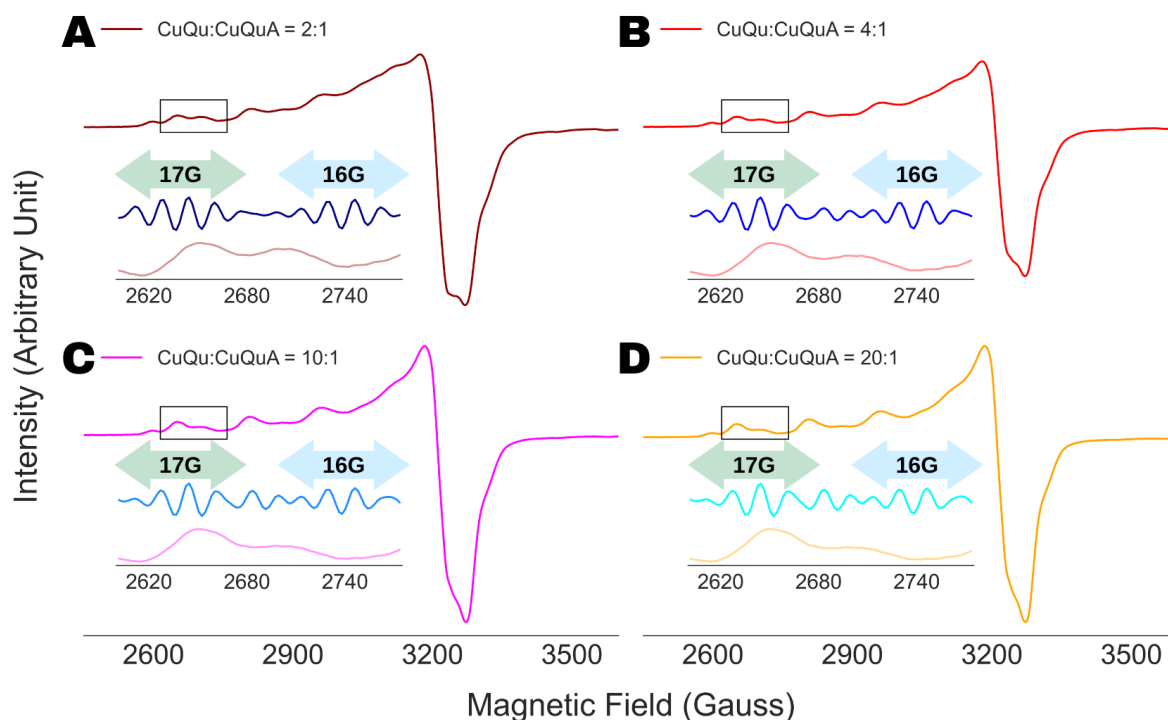 A
CuQu:CuQuA = 2:1
17G
16G
2620 2680 2740
B
CuQu:CuQuA = 4:1
17G
16G
2620 2680 2740
C
CuQu:CuQuA = 10:1
17G
16G
2620 2680 2740
D
CuQu:CuQuA = 20:1
17G
16G
2620 2680 2740
2600 2900 3200 3500
2600 2900 3200 3500
Magnetic Field (Gauss)
Intensity (Arbitrary Unit)